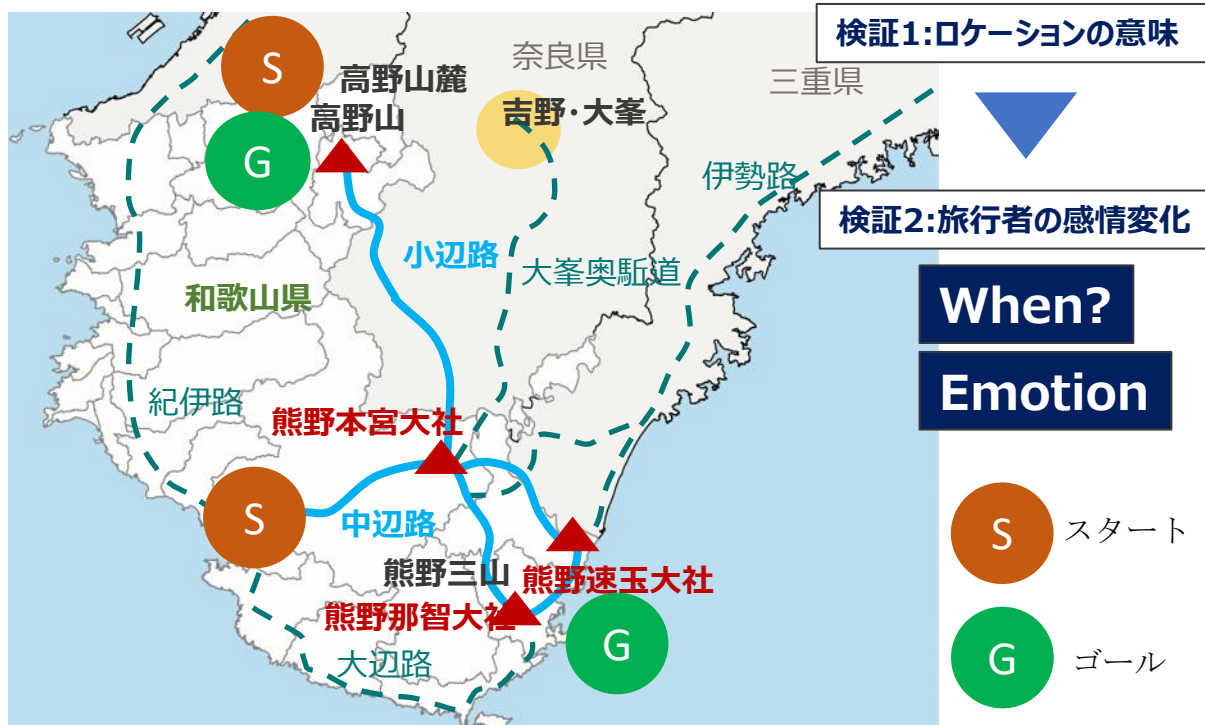 検証1:ロケーションの意味
S
高野山麓
奈良県
三重県
高野山
吉野・大峯
G
伊勢路
検証2:旅行者の感情変化
小辺路
大峯奥駈道
和歌山県
When?
Emotion
紀伊路
熊野本宮大社
S
中辺路
S
スタート
熊野三山
熊野速玉大社
熊野那智大社
G
大辺路
G
ゴール